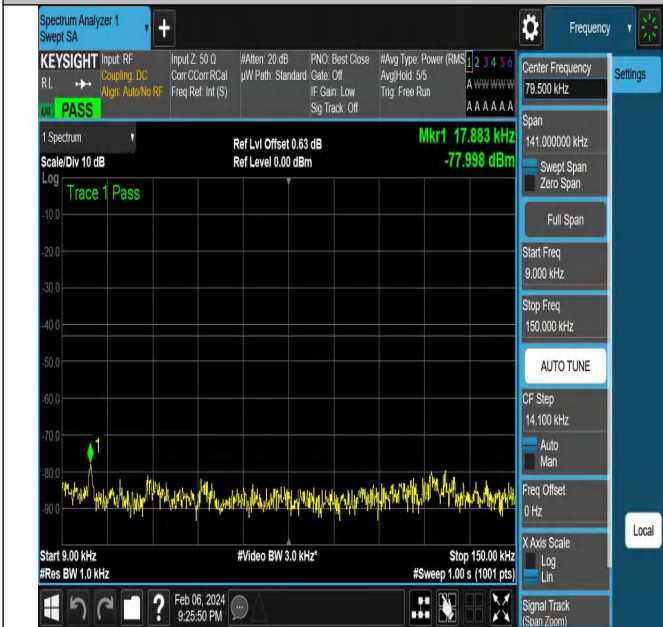 Spectrum Analyzer 1
Swept SA
+
Frequency
KEYSIGHT
RL
PASS
Input: RF
Coupling: DC
Align: Auto/No RF
Input Z: 50 Ω
Corr CCorr RCal
Freq Ref: Int (S)
#Atten: 20 dB
µW Path: Standard
PNO: Best Close
Gate: Off
IF Gain: Low
Sig Track: Off
#Avg Type: Power (RMS
Avg|Hold: 5/5
Trig: Free Run
1 2 3 4 5 6
A W W W W W
A A A A A A
1 Spectrum
Scale/Div 10 dB
Log
Ref Lvl Offset 0.63 dB
Ref Level 0.00 dBm
Mkr1 17.883 kHz
-77.998 dBm
Trace 1 Pass
-10.0
-20.0
-30.0
-40.0
-50.0
-60.0
-70.0
-80.0
-90.0
1
Start 9.00 kHz
#Res BW 1.0 kHz
#Video BW 3.0 kHz*
Stop 150.00 kHz
#Sweep 1.00 s (1001 pts)
Feb 06, 2024
9:25:50 PM
?
Center Frequency
79.500 kHz
Span
141.000000 kHz
Swept Span
Zero Span
Full Span
Start Freq
9.000 kHz
Stop Freq
150.000 kHz
AUTO TUNE
CF Step
14.100 kHz
Auto
Man
Freq Offset
0 Hz
X Axis Scale
Log
Lin
Signal Track
(Span Zoom)
Settings
Local